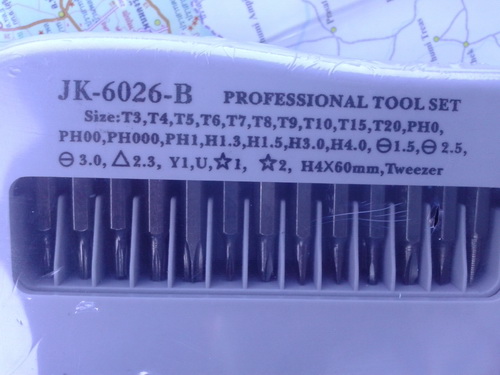 JK-6026-B PROFESSIONAL TOOL SET
Size:T3,T4,T5,T6,T7,T8,T9,T10,T15,T20,PH0,
PH00,PH000,PH1,H1.3,H1.5,H3.0,H4.0,⊖1.5,⊖2.5,
⊖3.0,△2.3, Y1,U,☆1, ☆2, H4X60mm,Tweezer